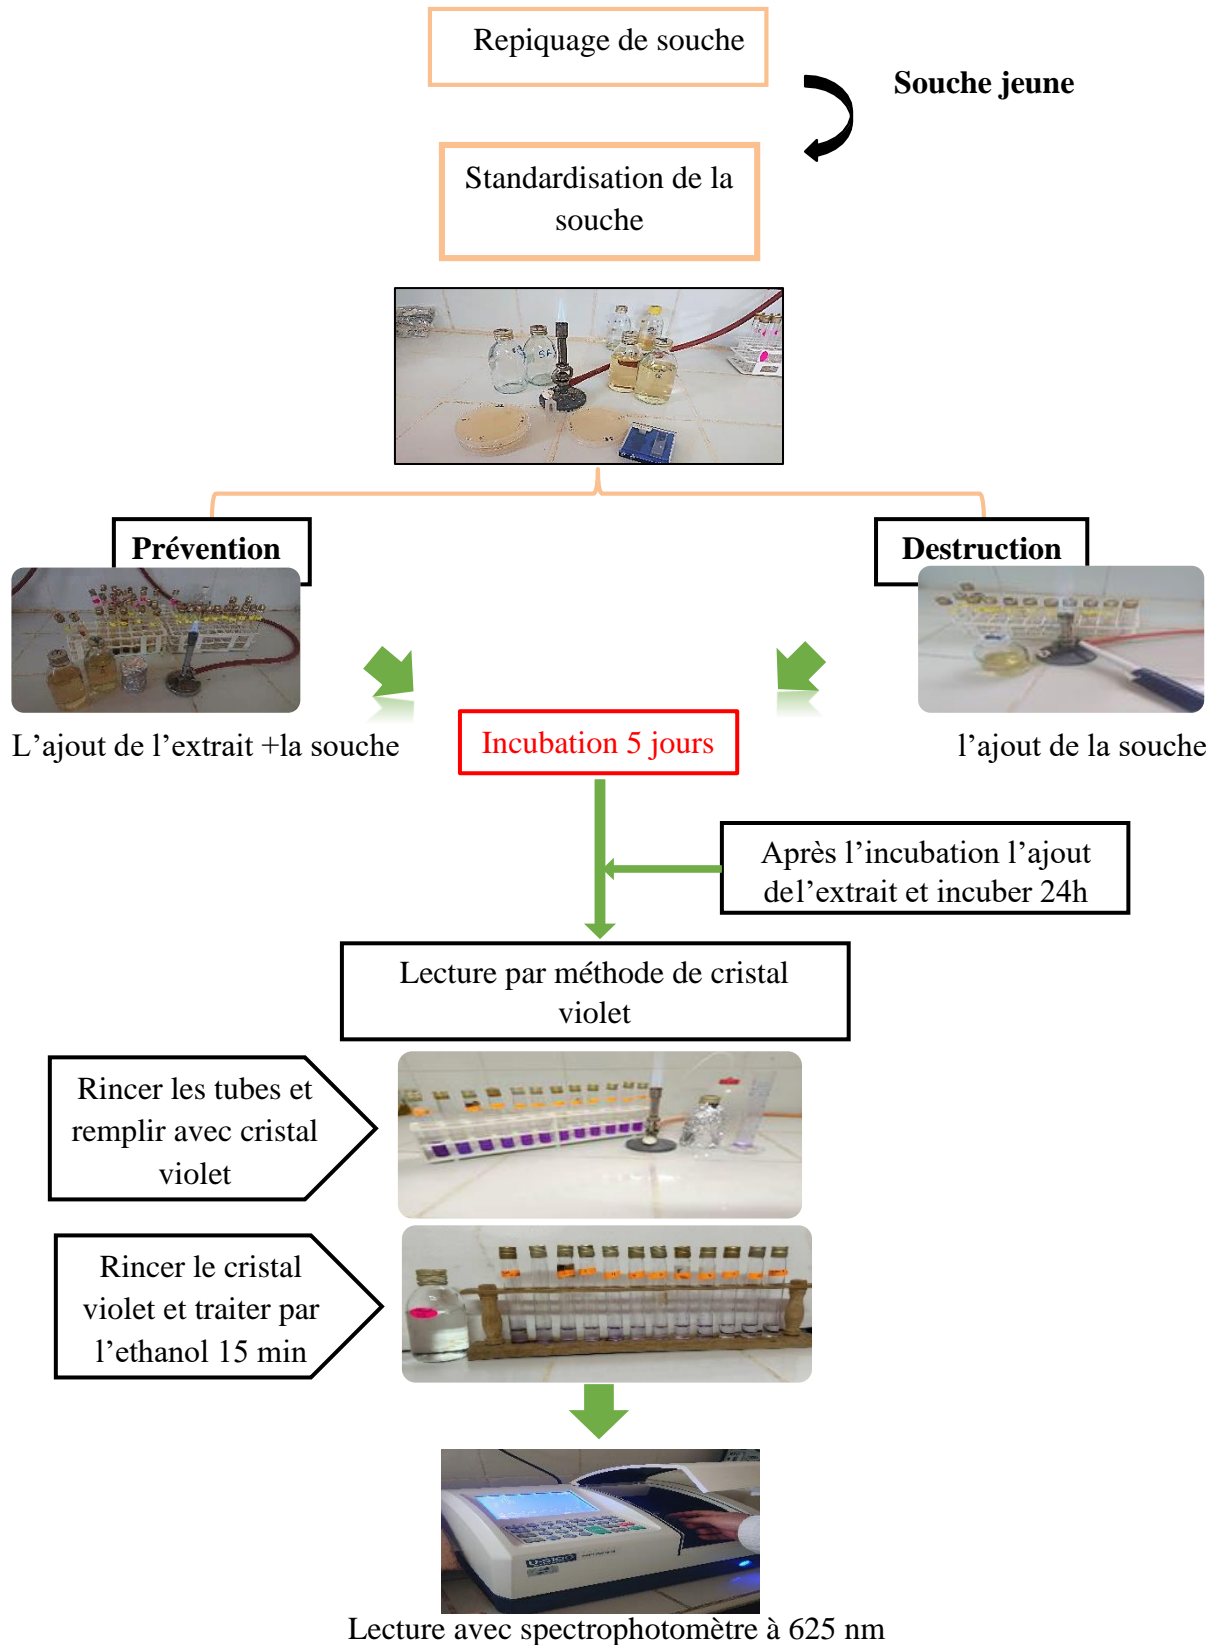 Repiquage de souche
Souche jeune
Standardisation de la
souche
Prévention
Destruction
L’ajout de l’extrait +la souche
Incubation 5 jours
l’ajout de la souche
Après l’incubation l’ajout
del’extrait et incuber 24h
Lecture par méthode de cristal
violet
Rincer les tubes et
remplir avec cristal
violet
Rincer le cristal
violet et traiter par
l’ethanol 15 min
Lecture avec spectrophotomètre à 625 nm